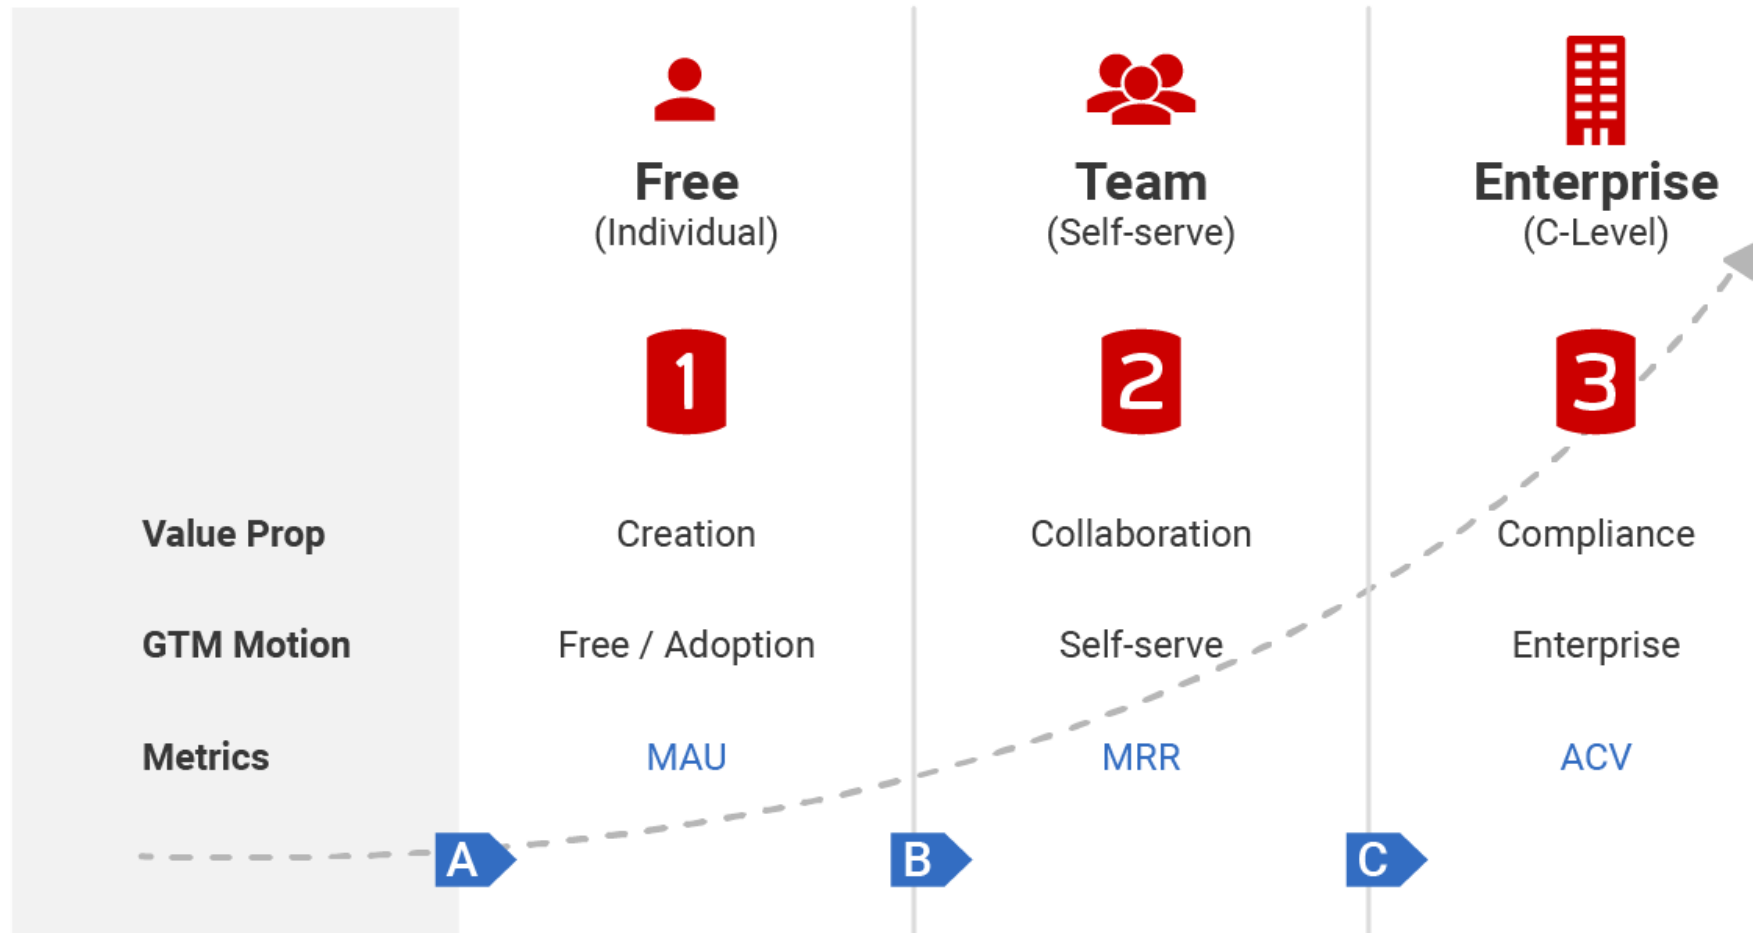 Free
(Individual)
Team
(Self-serve)
Enterprise
(C-Level)
1
2
3
Value Prop
Creation
Collaboration
Compliance
GTM Motion
Free / Adoption
Self-serve
Enterprise
Metrics
MAU
MRR
ACV
A
B
C